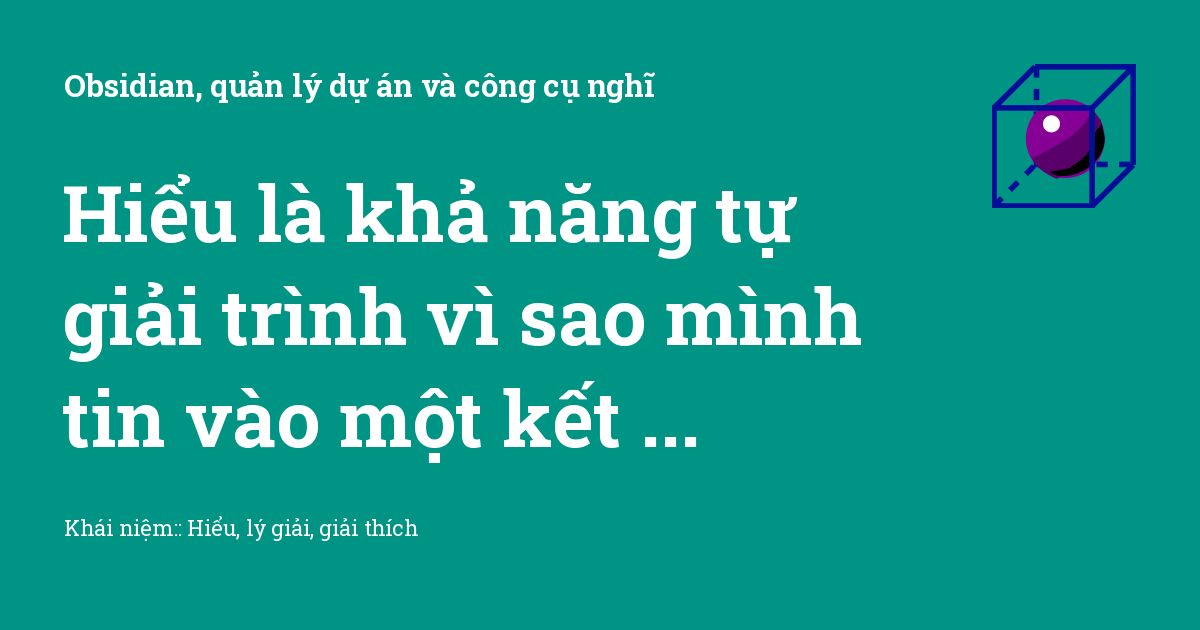 Obsidian, quản lý dự án và công cụ nghĩ
Hiểu là khả năng tự
giải trình vì sao mình
tin vào một kết ...
Khái niệm:: Hiểu, lý giải, giải thích